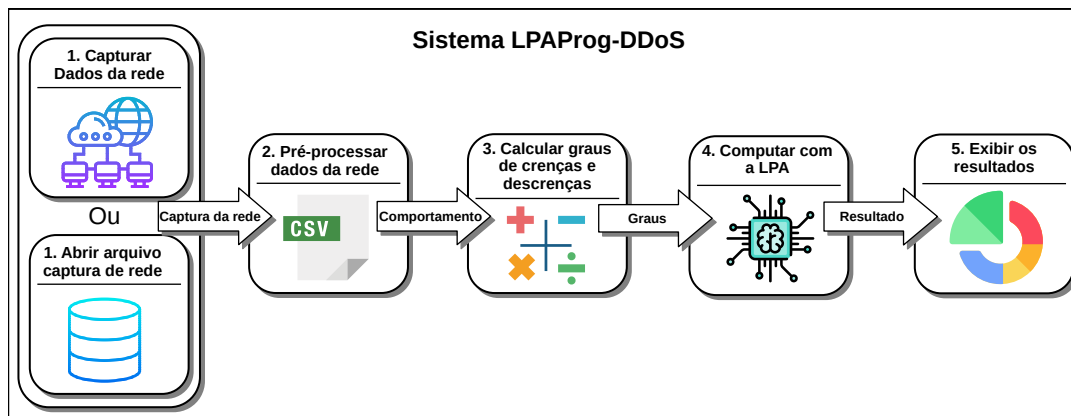 Sistema LPAProg-DDoS
1. Capturar
Dados da rede
Ou
1. Abrir arquivo
captura de rede
Captura da rede
2. Pré-processar
dados da rede
CSV
Comportamento
3. Calcular graus
de crenças e
descrenças
Graus
4. Computar com
a LPA
Resultado
5. Exibir os
resultados